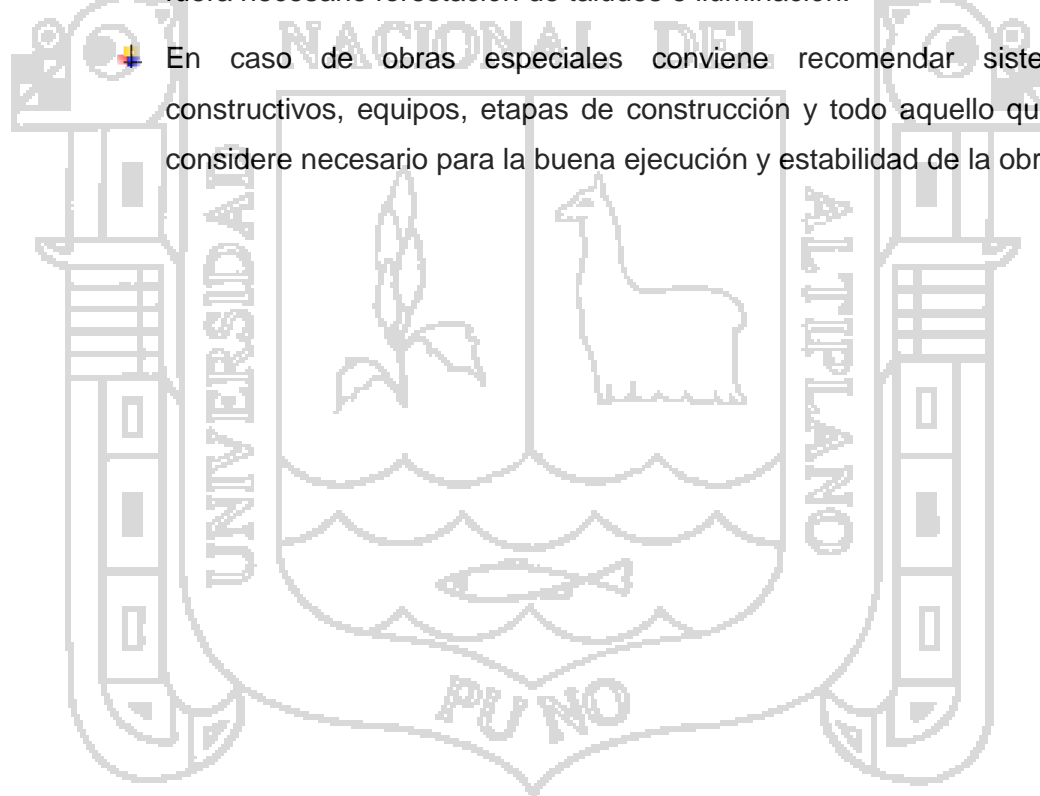 NACIONAL DEL
En caso de obras especiales conviene recomendar siste
constructivos, equipos, etapas de construcción y todo aquello qu
considere necesario para la buena ejecución y estabilidad de la obr
UNIVERSIDAD
ALTIPLANO
PUNO